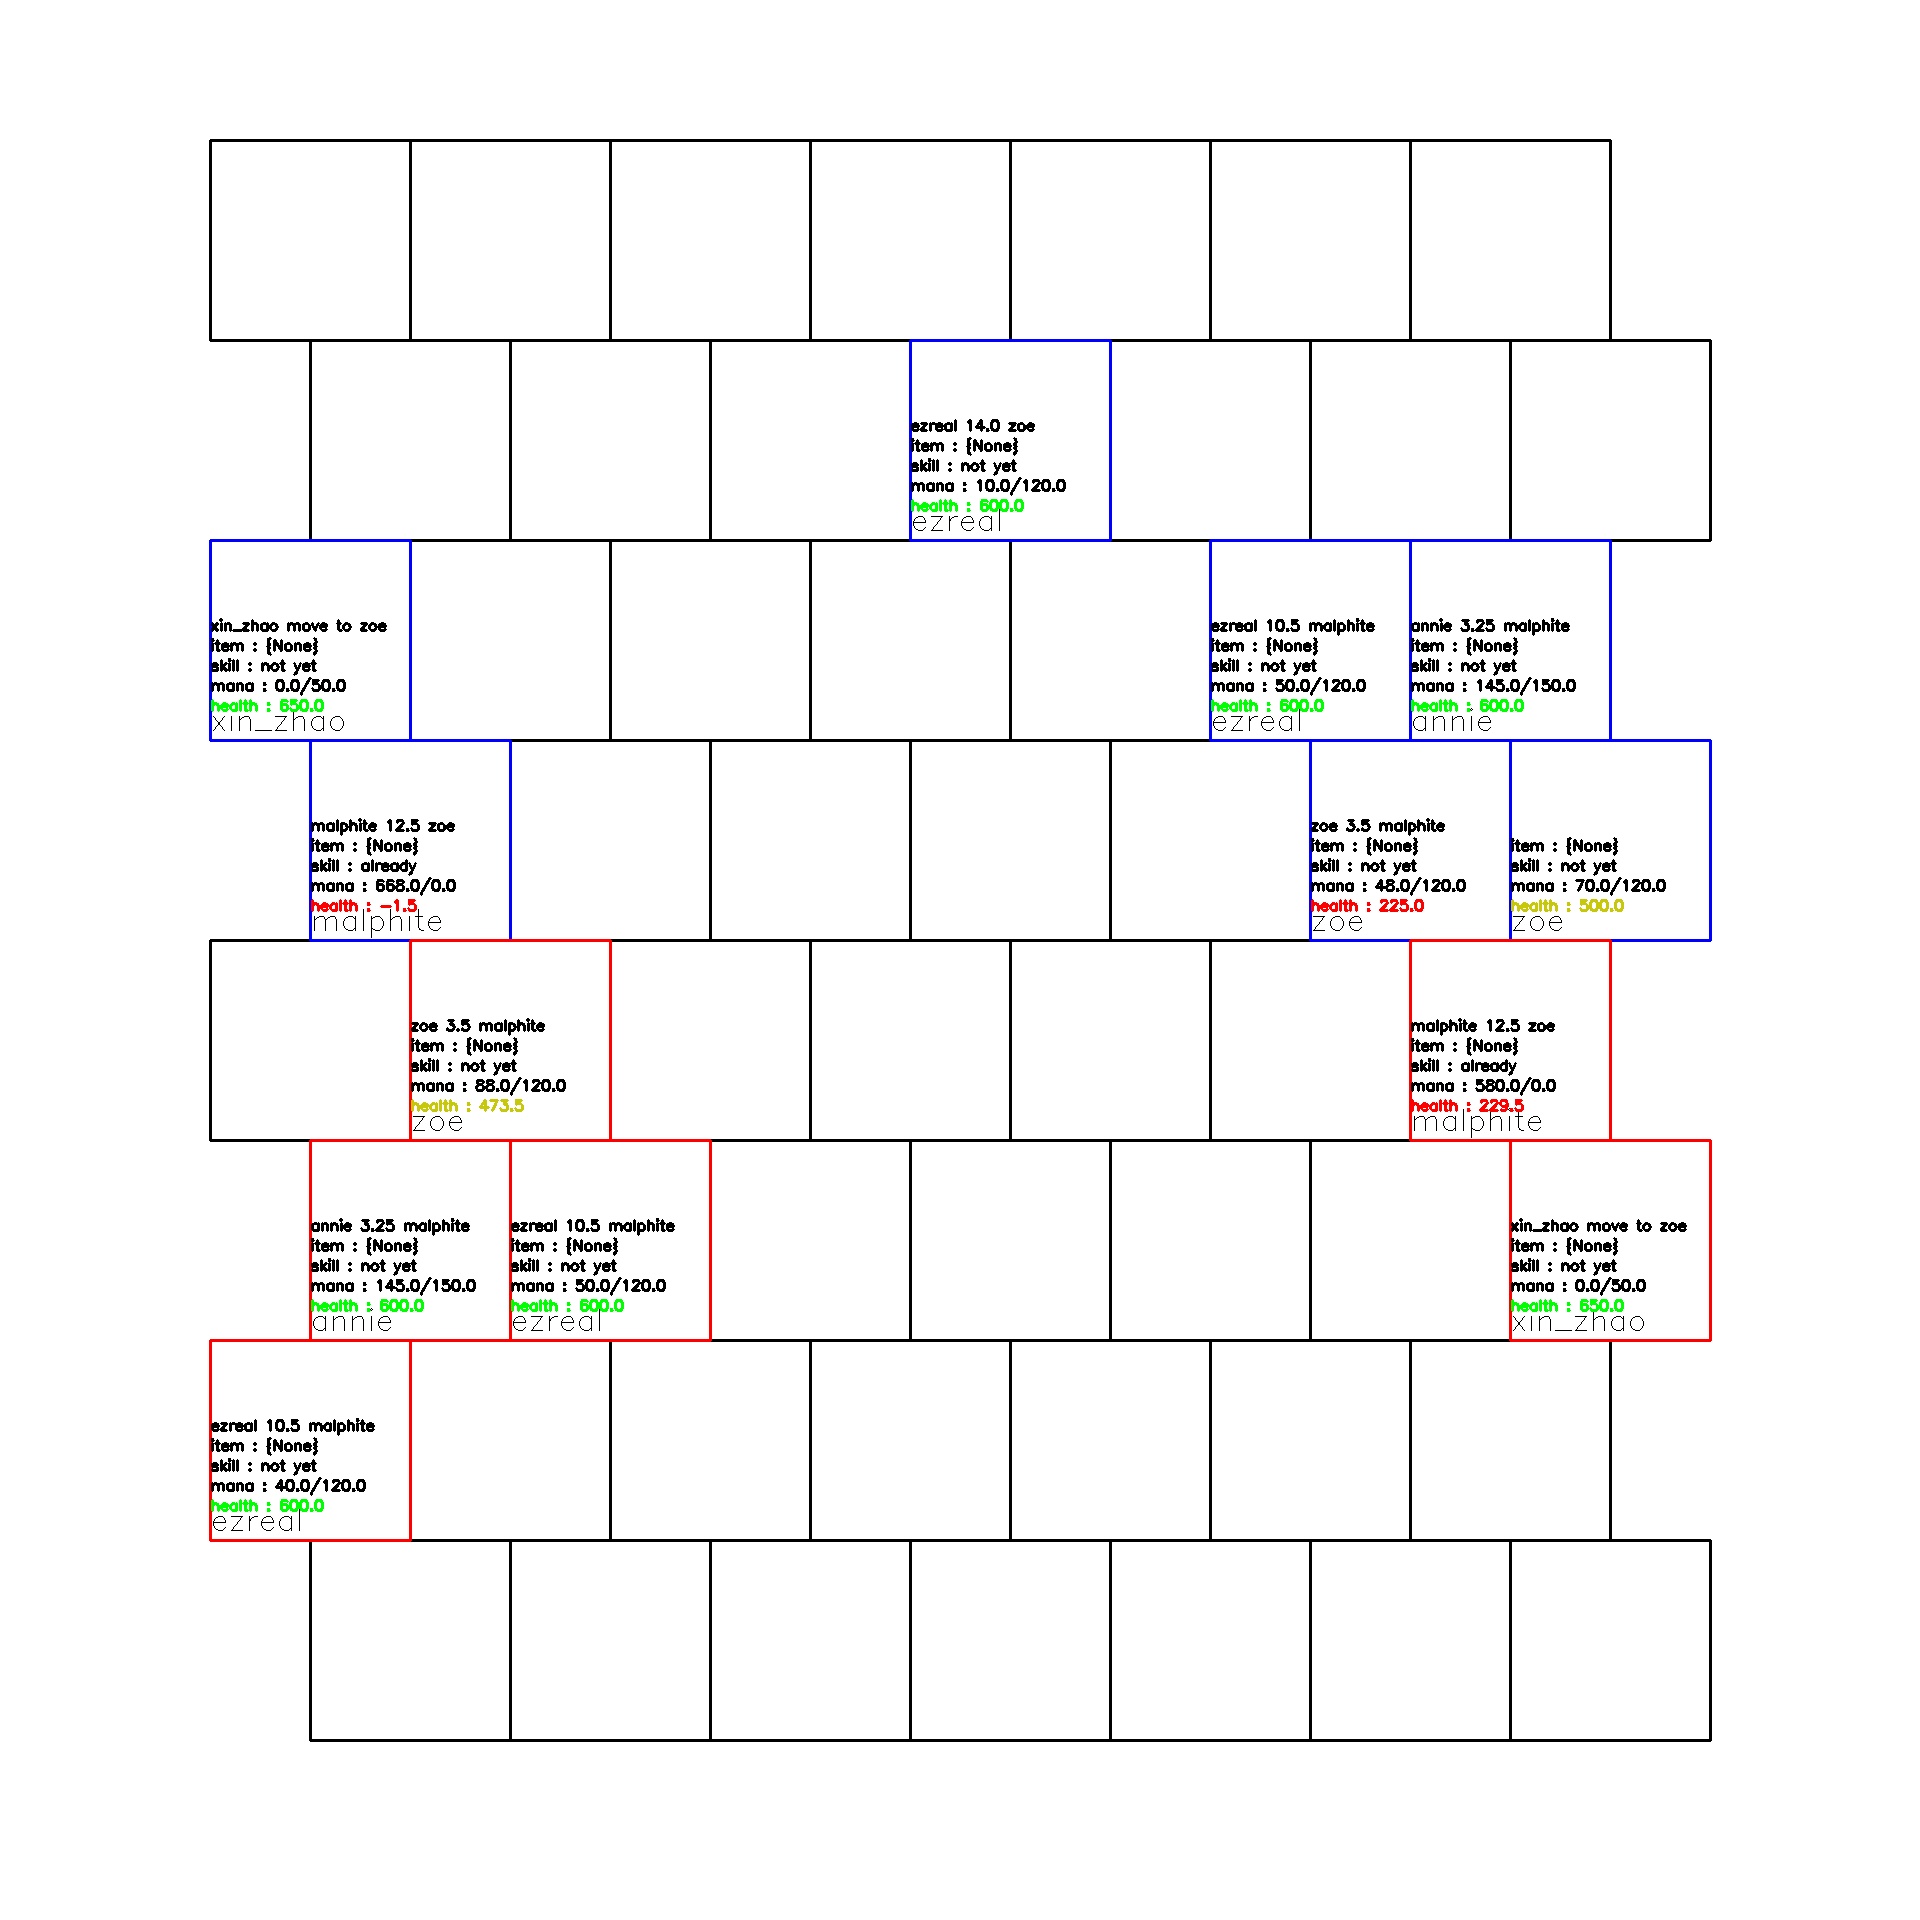 ezreal 14.0 zoe
item : {None}
skill : not yet
mana : 10.0/120.0
health : 600.0
ezreal
xin_zhao move to zoe
item : {None}
skill : not yet
mana : 0.0/50.0
health : 650.0
xin_zhao
ezreal 10.5 malphite
item : {None}
skill : not yet
mana : 50.0/120.0
health : 600.0
ezreal
annie 3.25 malphite
item : {None}
skill : not yet
mana : 145.0/150.0
health : 600.0
annie
malphite 12.5 zoe
item : {None}
skill : already
mana : 668.0/0.0
health : -1.5
malphite
zoe 3.5 malphite
item : {None}
skill : not yet
mana : 48.0/120.0
health : 225.0
zoe
item : {None}
skill : not yet
mana : 70.0/120.0
health : 500.0
zoe
zoe 3.5 malphite
item : {None}
skill : not yet
mana : 88.0/120.0
health : 473.5
zoe
malphite 12.5 zoe
item : {None}
skill : already
mana : 580.0/0.0
health : 229.5
malphite
annie 3.25 malphite
item : {None}
skill : not yet
mana : 145.0/150.0
health : 600.0
annie
ezreal 10.5 malphite
item : {None}
skill : not yet
mana : 50.0/120.0
health : 600.0
ezreal
xin_zhao move to zoe
item : {None}
skill : not yet
mana : 0.0/50.0
health : 650.0
xin_zhao
ezreal 10.5 malphite
item : {None}
skill : not yet
mana : 40.0/120.0
health : 600.0
ezreal